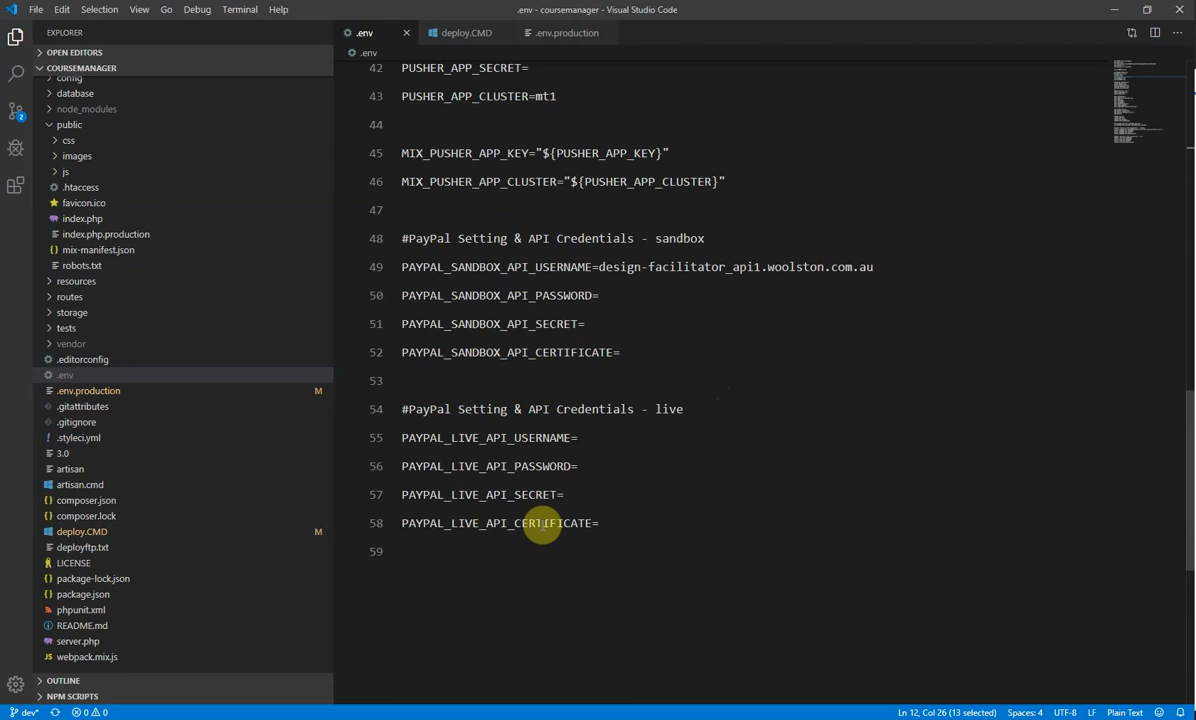 File Edit Selection View Go Debug Terminal Help
.env - coursemanager - Visual Studio Code
EXPLORER
OPEN EDITORS
COURSEMANAGER
config
database
node_modules
public
css
images
js
.htaccess
favicon.ico
index.php
index.php.production
mix-manifest.json
robots.txt
resources
routes
storage
tests
vendor
.editorconfig
.env
.env.production M
.gitattributes
.gitignore
.styleci.yml
3.0
artisan
artisan.cmd
composer.json
composer.lock
deploy.CMD M
deployftp.txt
LICENSE
package-lock.json
package.json
phpunit.xml
README.md
server.php
webpack.mix.js
OUTLINE
NPM SCRIPTS
.env deploy.CMD .env.production
.env
42 PUSHER_APP_SECRET=
43 PUSHER_APP_CLUSTER=mt1
44
45 MIX_PUSHER_APP_KEY="${PUSHER_APP_KEY}"
46 MIX_PUSHER_APP_CLUSTER="${PUSHER_APP_CLUSTER}"
47
48 #PayPal Setting & API Credentials - sandbox
49 PAYPAL_SANDBOX_API_USERNAME=design-facilitator_api1.woolston.com.au
50 PAYPAL_SANDBOX_API_PASSWORD=
51 PAYPAL_SANDBOX_API_SECRET=
52 PAYPAL_SANDBOX_API_CERTIFICATE=
53
54 #PayPal Setting & API Credentials - live
55 PAYPAL_LIVE_API_USERNAME=
56 PAYPAL_LIVE_API_PASSWORD=
57 PAYPAL_LIVE_API_SECRET=
58 PAYPAL_LIVE_API_CERTIFICATE=
59
2
dev* 0 0 Ln 12, Col 26 (13 selected) Spaces: 4 UTF-8 LF Plain Text